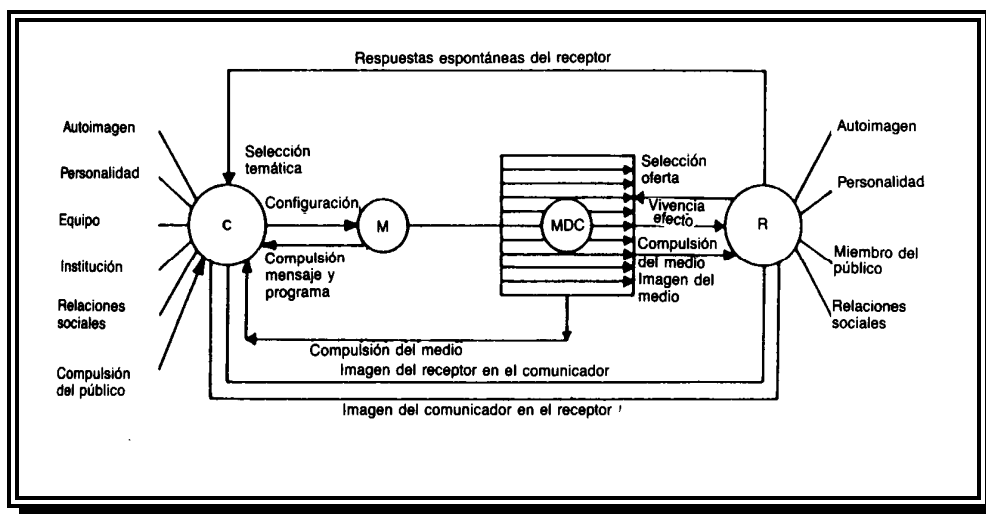 Respuestas espontáneas del receptor
Autoimagen
Personalidad
Equipo
Institución
Relaciones
sociales
Compulsión
del público
Selección
temática
C
Configuración
M
Compulsión
mensaje y
programa
MDC
Selección
oferta
Vivencia
efecto
Compulsión
del medio
Imagen del
medio
R
Autoimagen
Personalidad
Miembro del
público
Relaciones
sociales
Compulsión del medio
Imagen del receptor en el comunicador
Imagen del comunicador en el receptor